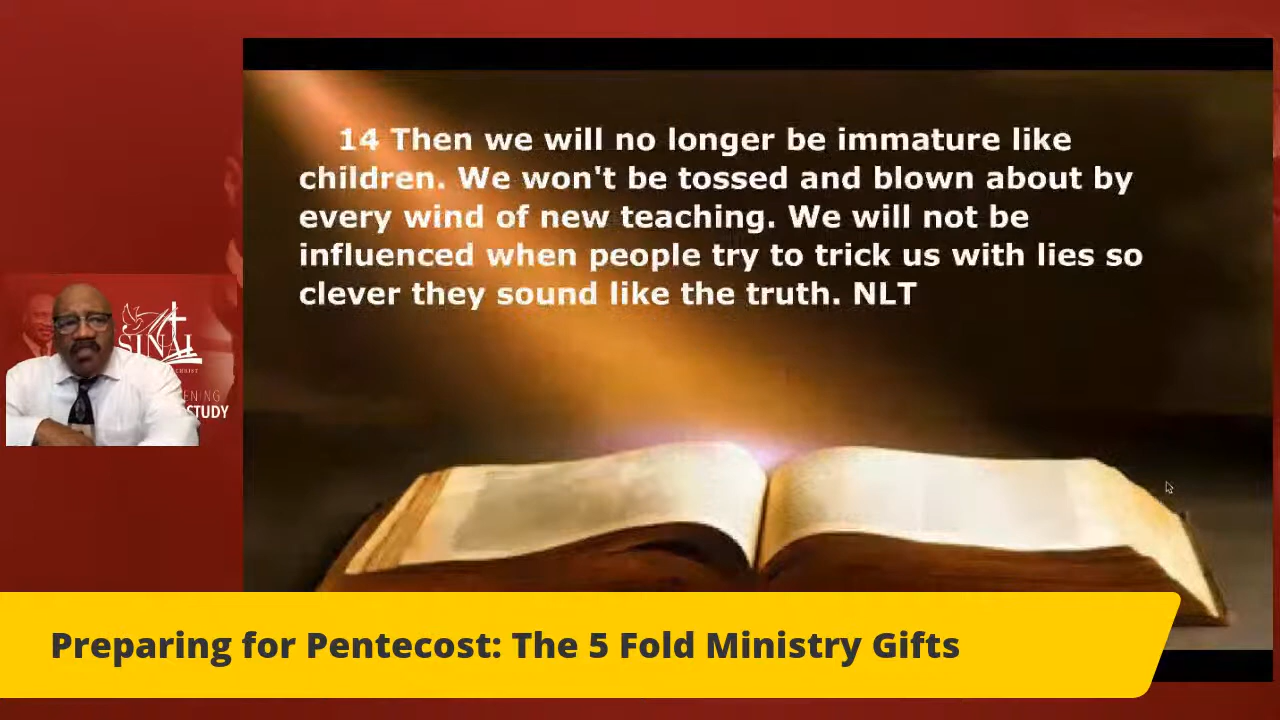 14 Then we will no longer be immature like
children. We won't be tossed and blown about by
every wind of new teaching. We will not be
influenced when people try to trick us with lies so
clever they sound like the truth. NLT
SINAI
CHRIST
ENING
STUDY
Preparing for Pentecost: The 5 Fold Ministry Gifts